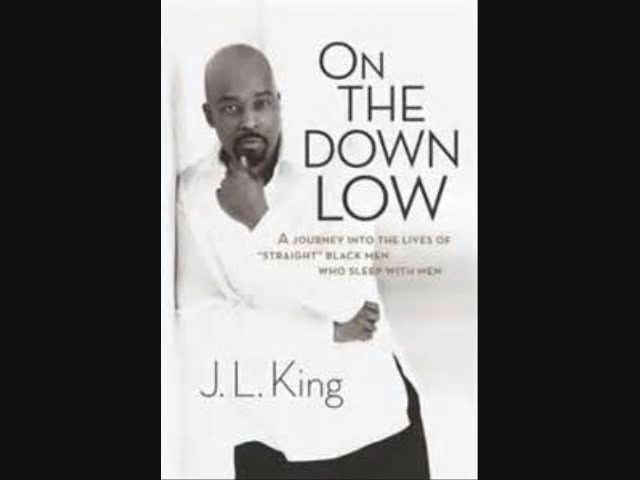 ON
THE
DOWN
LOW
A JOURNEY INTO THE LIVES OF
"STRAIGHT" BLACK MEN
WHO SLEEP WITH MEN
J. L. King